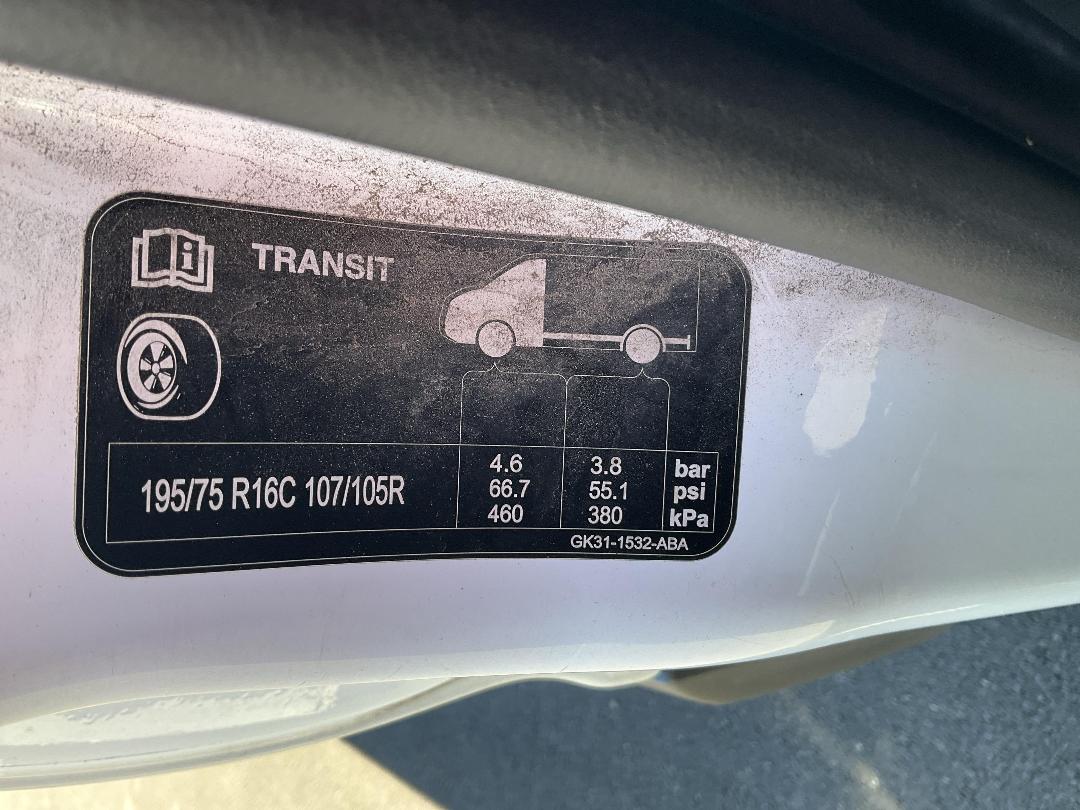 TRANSIT
195/75 R16C 107/105R
4.6 3.8 bar
66.7 55.1 psi
460 380 kPa
GK31-1532-ABA